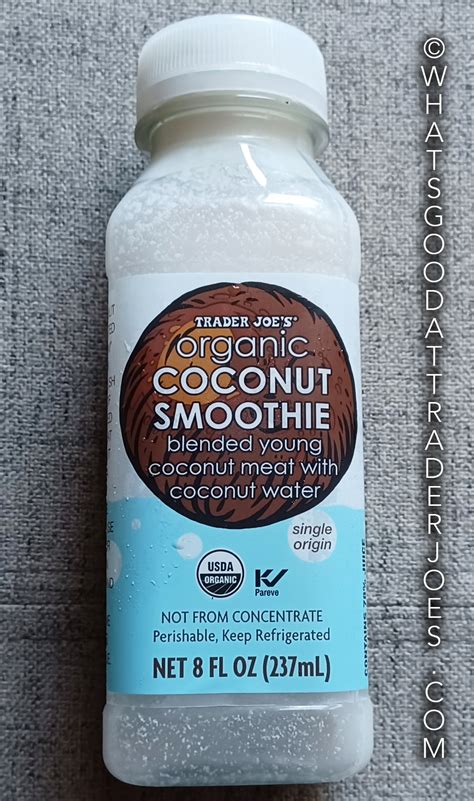 TRADER JOE'S®
organic
COCONUT
SMOOTHIE
blended young
coconut meat with
coconut water
single
origin
USDA
ORGANIC
KV
Pareve
NOT FROM CONCENTRATE
Perishable, Keep Refrigerated
NET 8 FL OZ (237mL)
©WHATSGOODATTRADERJOES.COM